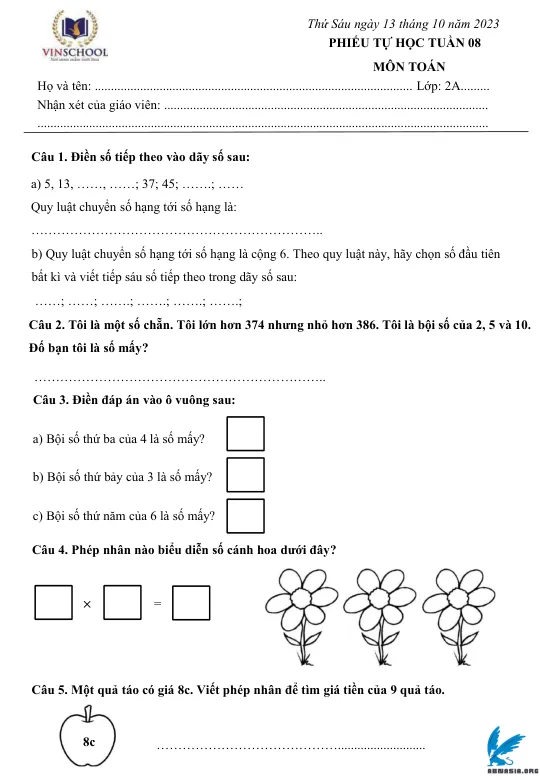 VINSCHOOL
Thứ Sáu ngày 13 tháng 10 năm 2023
PHIẾU TỰ HỌC TUẦN 08
MÔN TOÁN
Họ và tên: .................................................................................................... Lớp: 2A.........
Nhận xét của giáo viên: ......................................................................................................
..............................................................................................................................................
Câu 1. Điền số tiếp theo vào dãy số sau:
a) 5, 13, ……, ……; 37; 45; …….; ……
Quy luật chuyển số hạng tới số hạng là:
……………………………………………………………..
b) Quy luật chuyển số hạng tới số hạng là cộng 6. Theo quy luật này, hãy chọn số đầu tiên
bất kì và viết tiếp sáu số tiếp theo trong dãy số sau:
……; ……; …….; …….; …….; …….;
Câu 2. Tôi là một số chẵn. Tôi lớn hơn 374 nhưng nhỏ hơn 386. Tôi là bội số của 2, 5 và 10.
Đố bạn tôi là số mấy?
……………………………………………………………..
Câu 3. Điền đáp án vào ô vuông sau:
a) Bội số thứ ba của 4 là số mấy?
b) Bội số thứ bảy của 3 là số mấy?
c) Bội số thứ năm của 6 là số mấy?
Câu 4. Phép nhân nào biểu diễn số cánh hoa dưới đây?
× =
Câu 5. Một quả táo có giá 8c. Viết phép nhân để tìm giá tiền của 9 quả táo.
8c ……………………………………...........................
ANMASIA.ORG